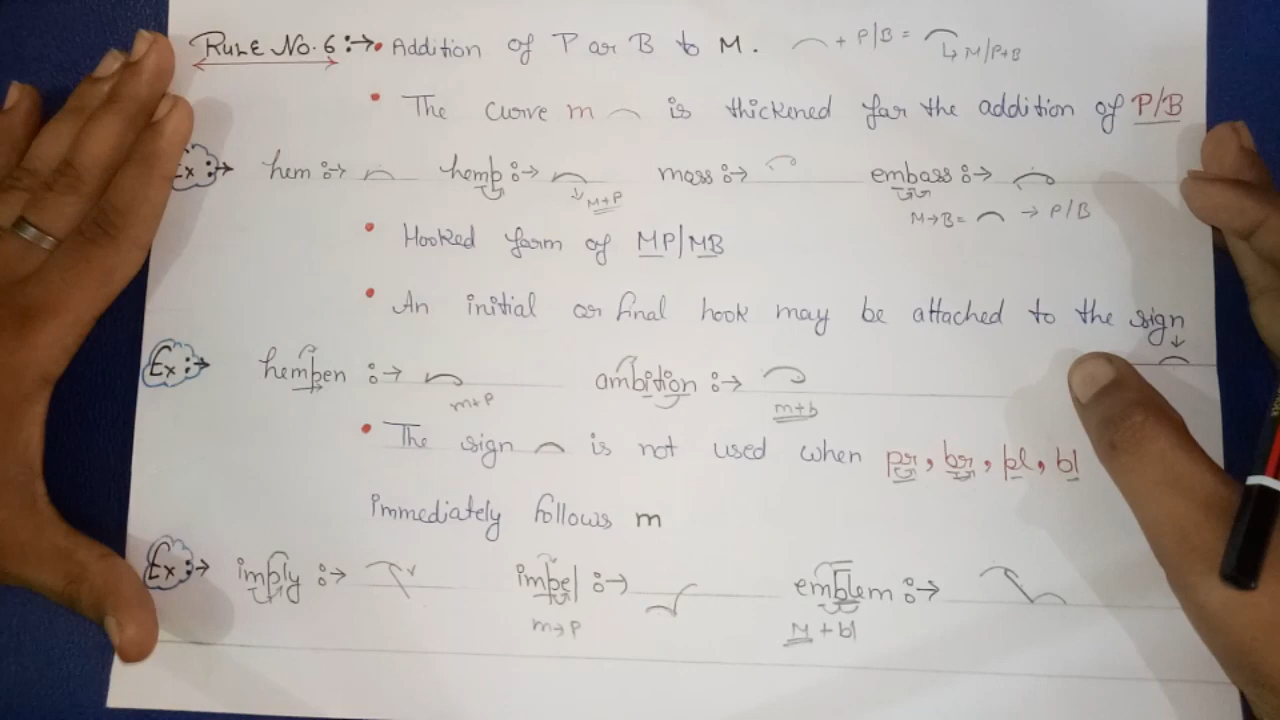 RULE NO. 6 :→ • Addition of P or B to M. ⌒ + P/B = ⌒ ↳ M/P+B
• The curve m ⌒ is thickened for the addition of P/B
Ex :→ hem :→ hemp :→ mass :→ embass :→
↓ M+P M→B = ⌒ → P/B
• Hooked form of MP/MB
• An initial or final hook may be attached to the sign ↓
Ex :→ hempen :→ ambition :→
m+P m+b
• The sign ⌒ is not used when pr, br, pl, bl
immediately follows m
Ex :→ imply :→ impel :→ emblem :→
m→P M + bl